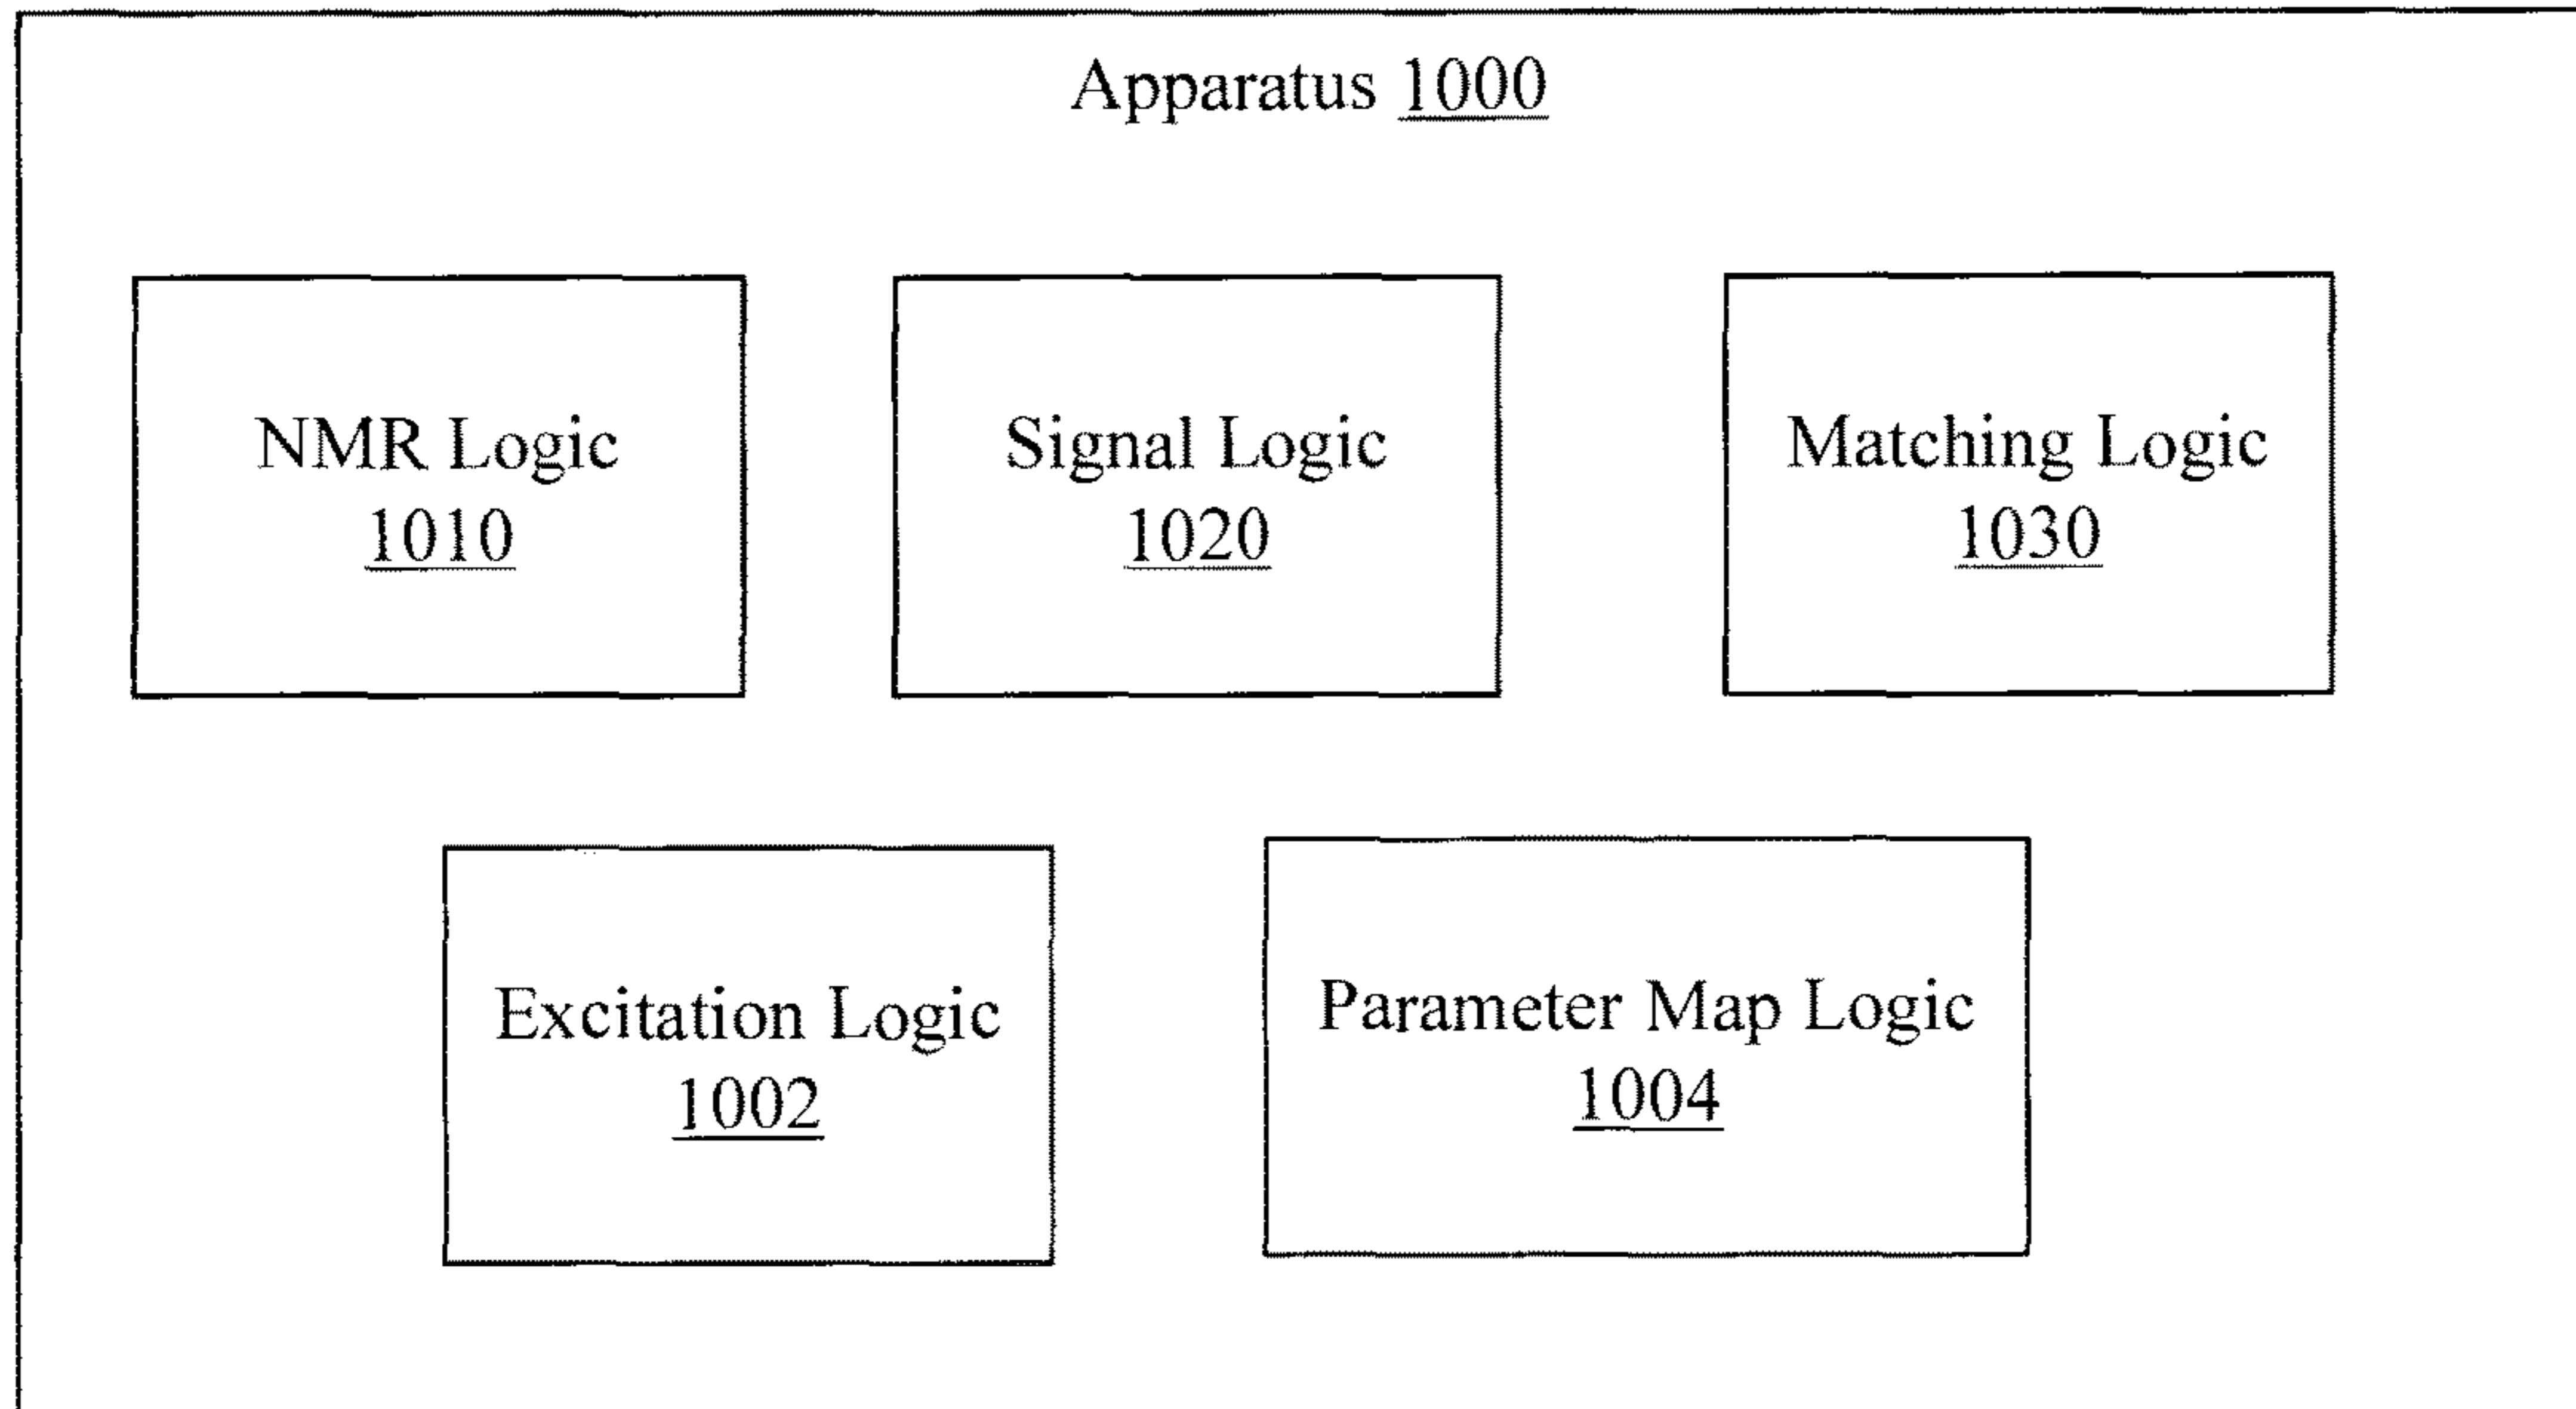 Apparatus 1000
NMR Logic
1010
Signal Logic
1020
Matching Logic
1030
Excitation Logic
1002
Parameter Map Logic
1004